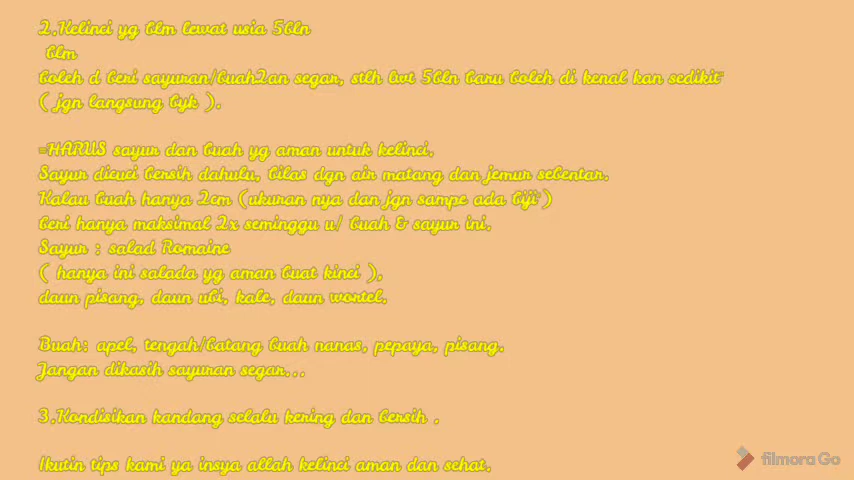 2.Kelinci yg blm lewat usia 5bln
blm
boleh d beri sayuran/buah2an segar, stlh lwt 5bln baru boleh di kenal kan sedikit"
( jgn langsung byk ).
=HARUS sayur dan buah yg aman untuk kelinci.
Sayur dicuci bersih dahulu, bilas dgn air matang dan jemur sebentar.
Kalau buah hanya 2cm (ukuran nya dan jgn sampe ada biji")
beri hanya maksimal 2x seminggu u/ buah & sayur ini.
Sayur : salad Romaine
( hanya ini salada yg aman buat kinci ),
daun pisang, daun ubi, kale, daun wortel.
Buah: apel, tengah/batang buah nanas, pepaya, pisang.
Jangan dikasih sayuran segar...
3.Kondisikan kandang selalu kering dan bersih .
Ikutin tips kami ya insya allah kelinci aman dan sehat.
filmora Go